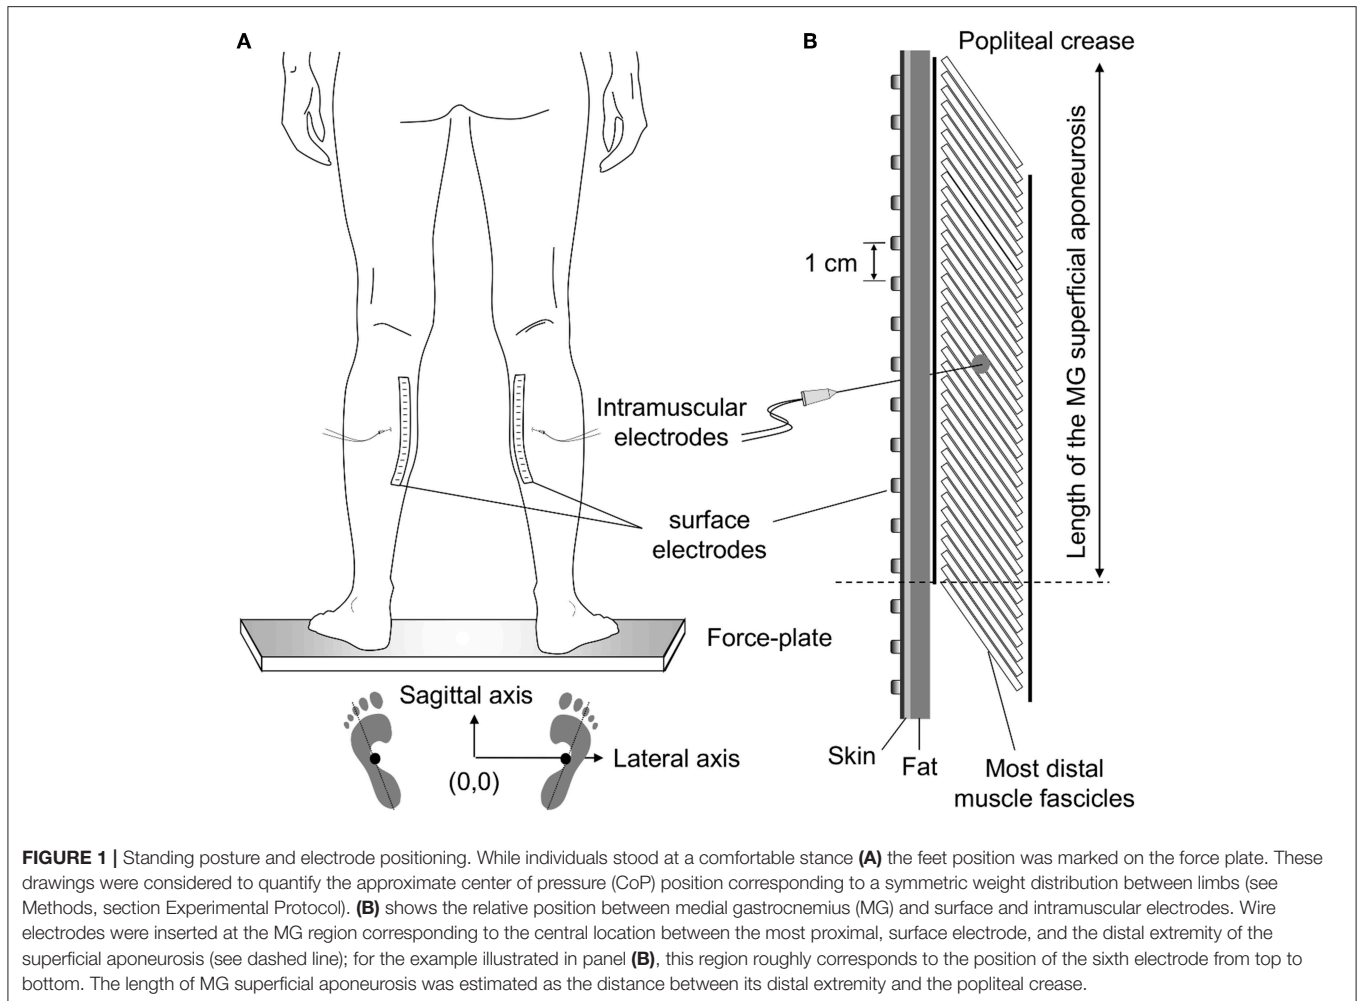 A
B
Popliteal crease
Length of the MG superficial aponeurosis
1 cm
Intramuscular
electrodes
surface
electrodes
Force-plate
Sagittal axis
Lateral axis
(0,0)
Skin
Fat
Most distal
muscle fascicles
FIGURE 1 | Standing posture and electrode positioning. While individuals stood at a comfortable stance (A) the feet position was marked on the force plate. These
drawings were considered to quantify the approximate center of pressure (CoP) position corresponding to a symmetric weight distribution between limbs (see
Methods, section Experimental Protocol). (B) shows the relative position between medial gastrocnemius (MG) and surface and intramuscular electrodes. Wire
electrodes were inserted at the MG region corresponding to the central location between the most proximal, surface electrode, and the distal extremity of the
superficial aponeurosis (see dashed line); for the example illustrated in panel (B), this region roughly corresponds to the position of the sixth electrode from top to
bottom. The length of MG superficial aponeurosis was estimated as the distance between its distal extremity and the popliteal crease.